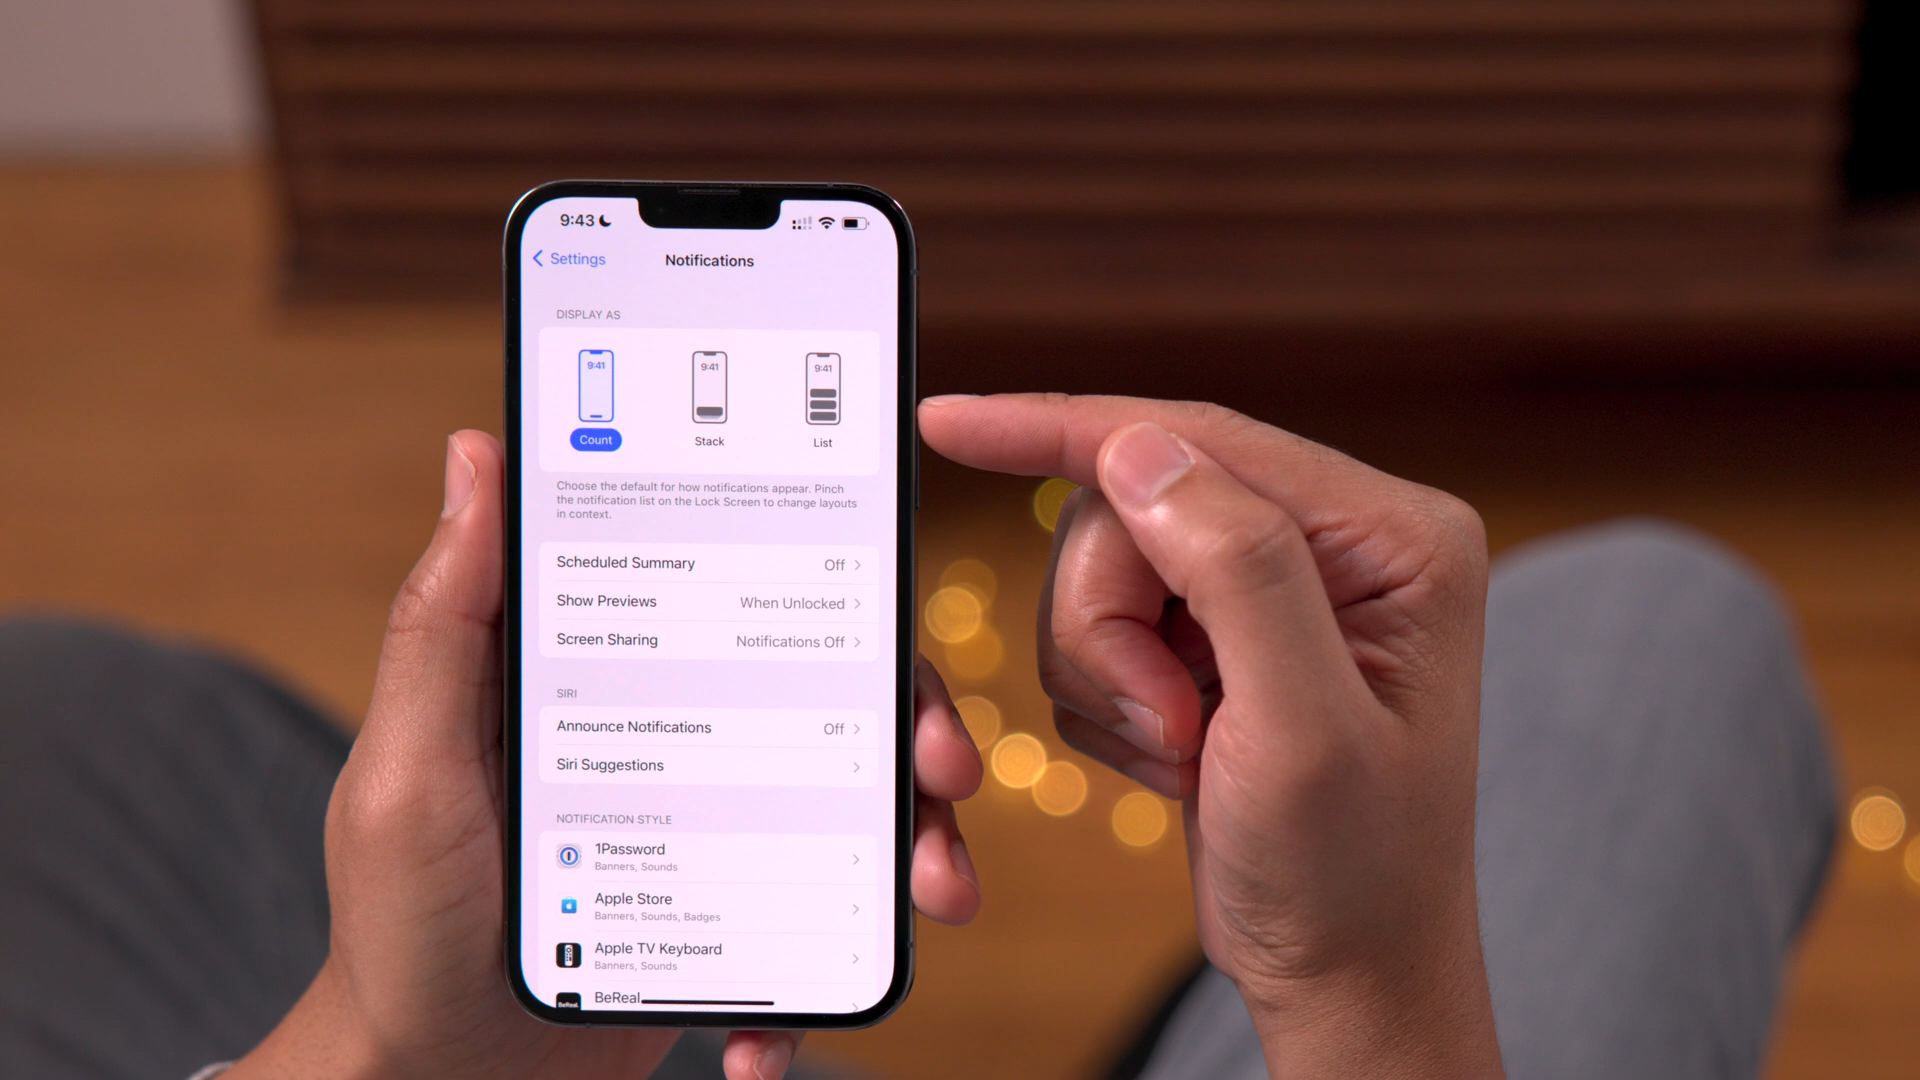 9:43
Settings
Notifications
DISPLAY AS
9:41
9:41
9:41
Count
Stack
List
Choose the default for how notifications appear. Pinch
the notification list on the Lock Screen to change layouts
in context.
Scheduled Summary Off
Show Previews When Unlocked
Screen Sharing Notifications Off
SIRI
Announce Notifications Off
Siri Suggestions
NOTIFICATION STYLE
1Password
Banners, Sounds
Apple Store
Banners, Sounds, Badges
Apple TV Keyboard
Banners, Sounds
BeReal.
BeReal